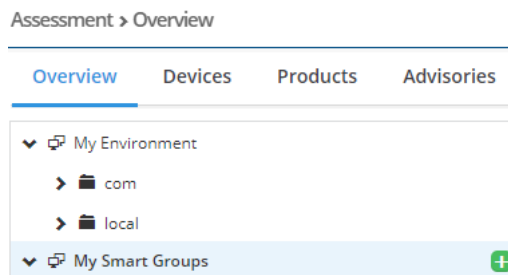 Assessment > Overview
Overview Devices Products Advisories
My Environment
com
local
My Smart Groups